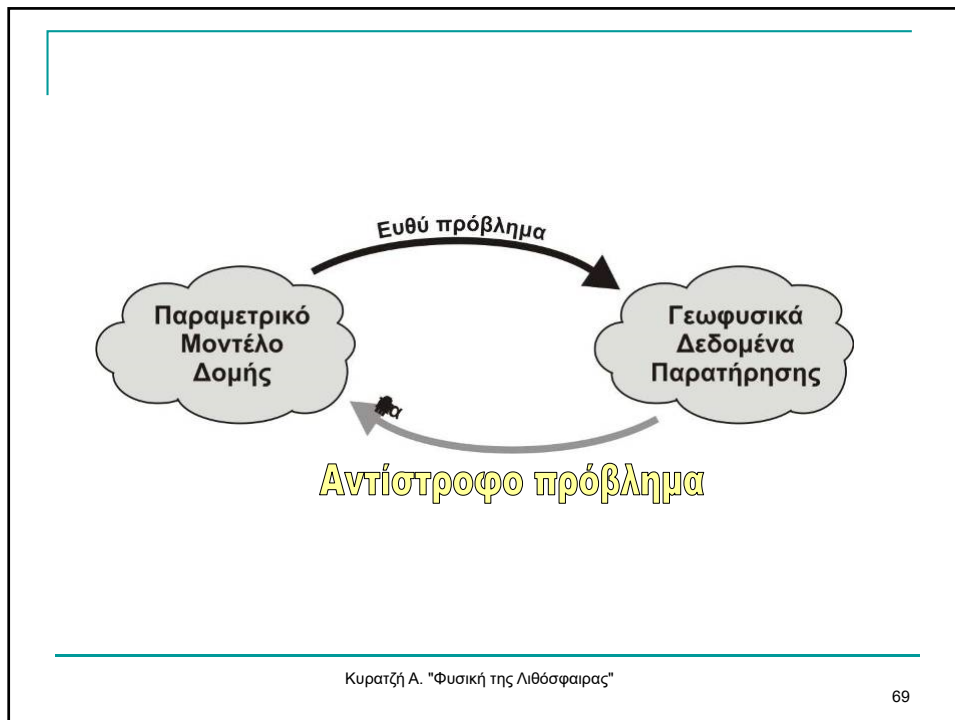 Ευθύ πρόβλημα
Παραμετρικό
Μοντέλο
Δομής
Γεωφυσικά
Δεδομένα
Παρατήρησης
Αντίστροφο πρόβλημα
Κυρατζή Α. "Φυσική της Λιθόσφαιρας"
69